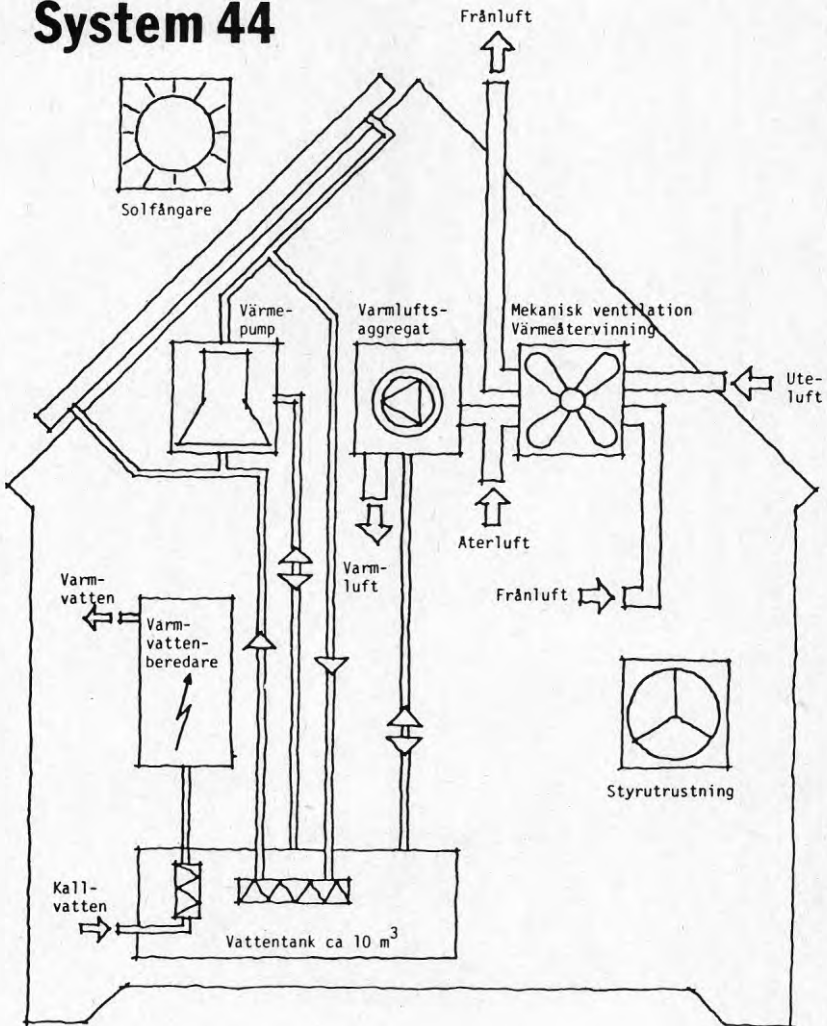 System 44
Frånluft
Solfångare
Värme-
pump
Varmlufts-
aggregat
Mekanisk ventilation
Värmeåtervinning
Ute-
luft
Återluft
Varm-
luft
Frånluft
Varm-
vatten
Varm-
vatten-
beredare
Styrutrustning
Kall-
vatten
Vattentank ca 10 m³